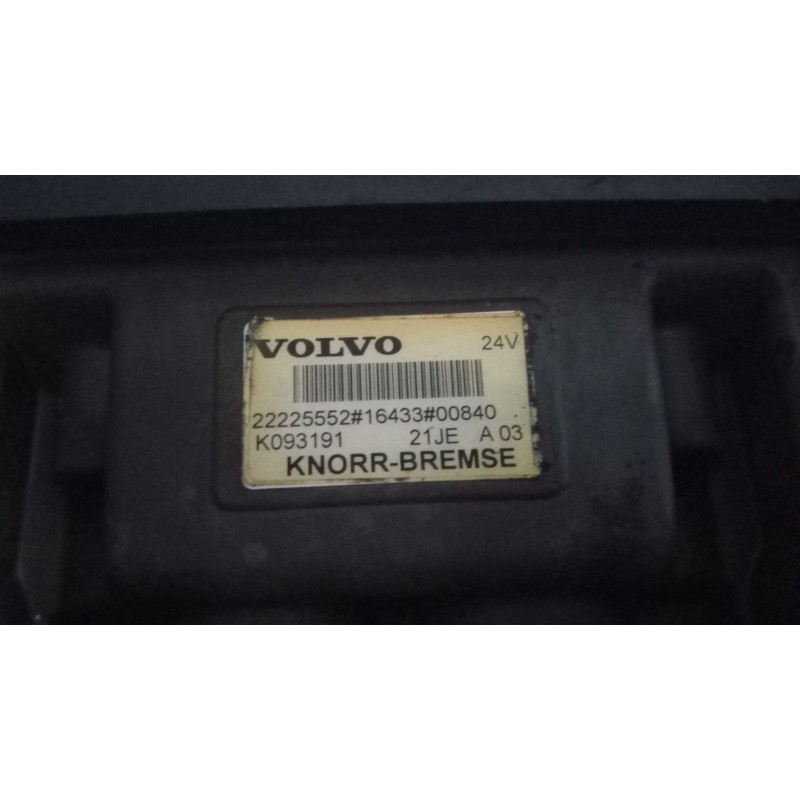 VOLVO 24V
22225552#16433#00840
K093191 21JE A 03
KNORR-BREMSE